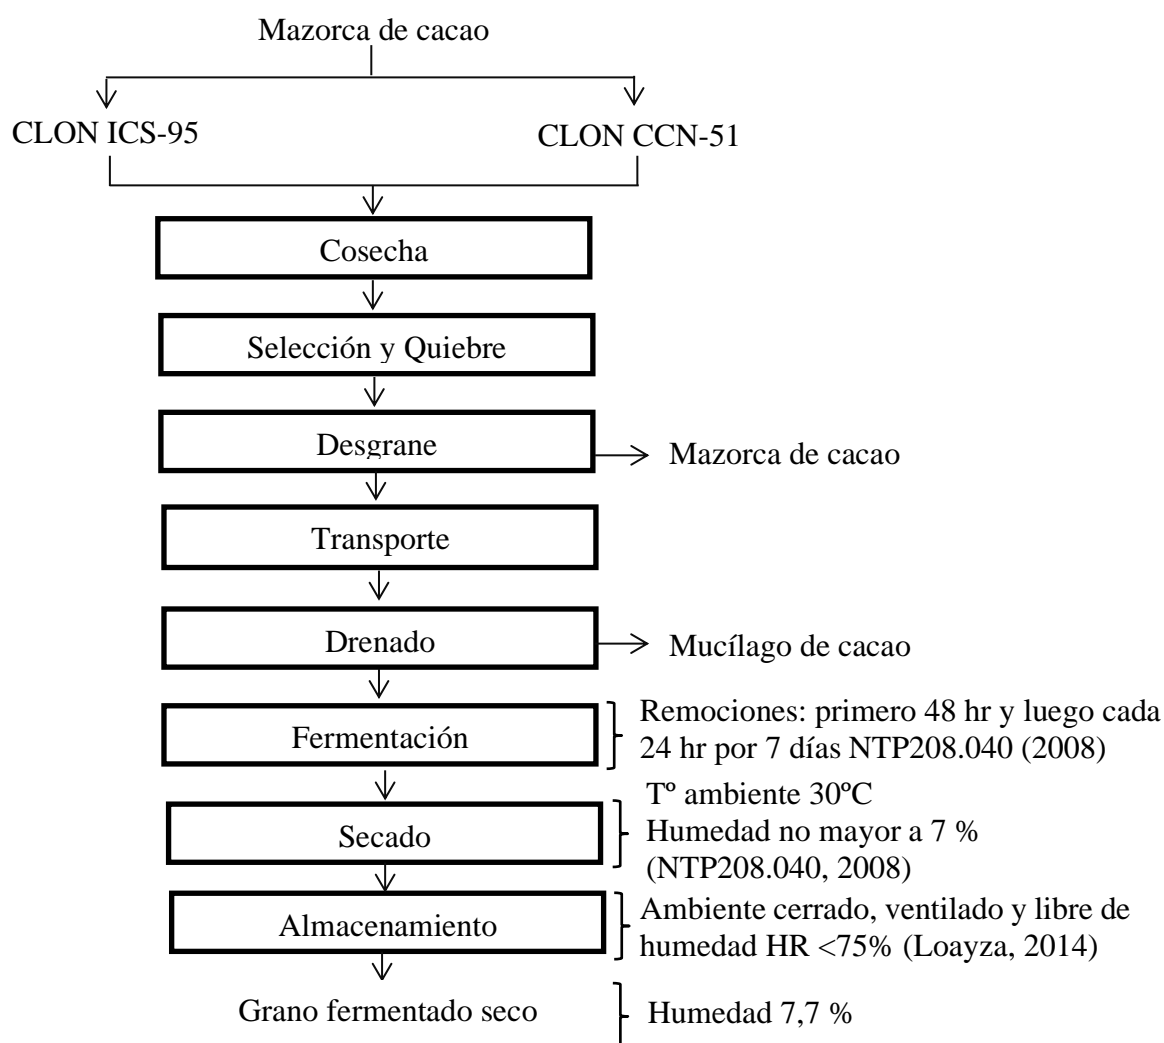 Mazorca de cacao
CLON ICS-95
CLON CCN-51
Cosecha
Selección y Quiebre
Desgrane
Mazorca de cacao
Transporte
Drenado
Mucílago de cacao
Fermentación
Remociones: primero 48 hr y luego cada
24 hr por 7 días NTP208.040 (2008)
Secado
Tº ambiente 30ºC
Humedad no mayor a 7 %
(NTP208.040, 2008)
Almacenamiento
Ambiente cerrado, ventilado y libre de
humedad HR <75% (Loayza, 2014)
Grano fermentado seco
Humedad 7,7 %